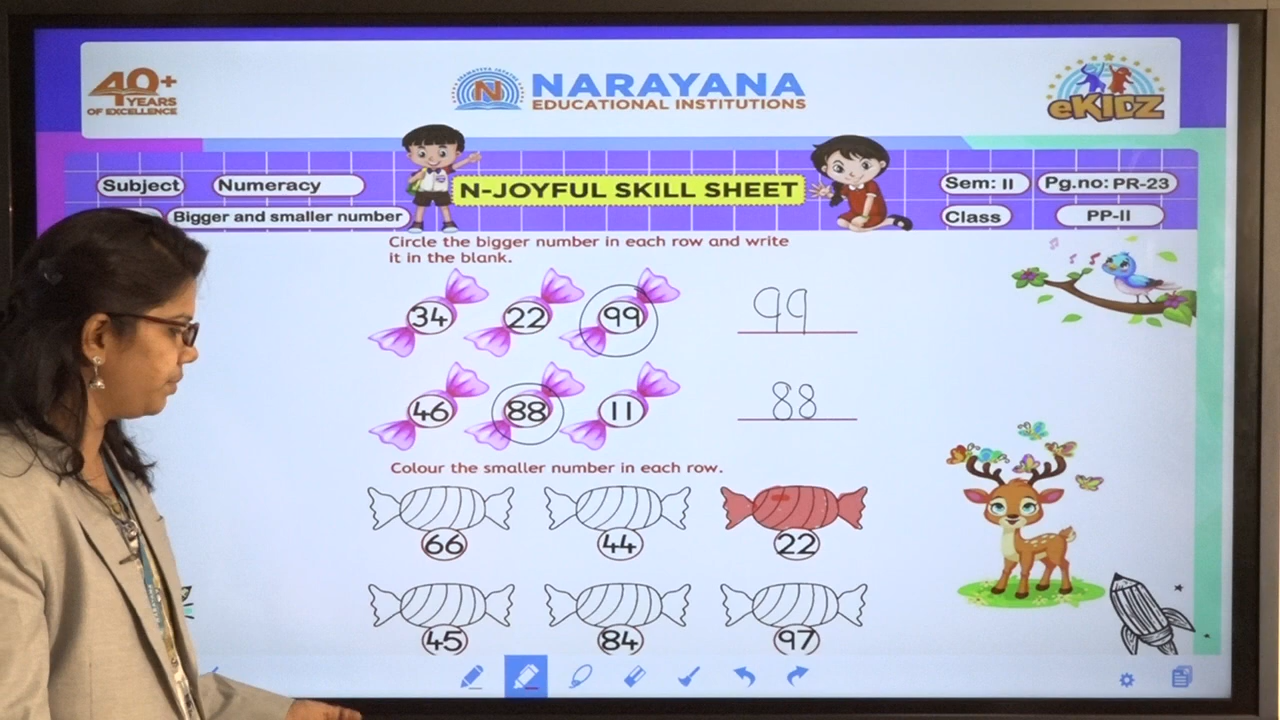 40+
YEARS
OF EXCELLENCE
N
NARAYANA
EDUCATIONAL INSTITUTIONS
eKIDZ
Subject Numeracy
N-JOYFUL SKILL SHEET
Sem: II Pg.no: PR-23
Bigger and smaller number
Class PP-II
Circle the bigger number in each row and write
it in the blank.
34 22 99 99
46 88 11 88
Colour the smaller number in each row.
66 44 22
45 84 97